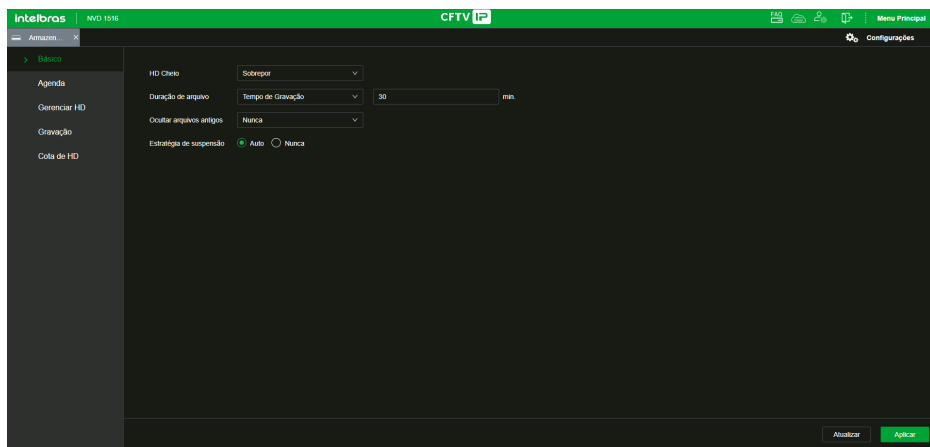 intelbras NVD 1516 CFTV IP FAQ Menu Principal
Armazen... × Configurações
> Básico
HD Cheio Sobrepor
Agenda
Duração de arquivo Tempo de Gravação 30 min.
Gerenciar HD
Ocultar arquivos antigos Nunca
Gravação
Estratégia de suspensão Auto Nunca
Cota de HD
Atualizar Aplicar